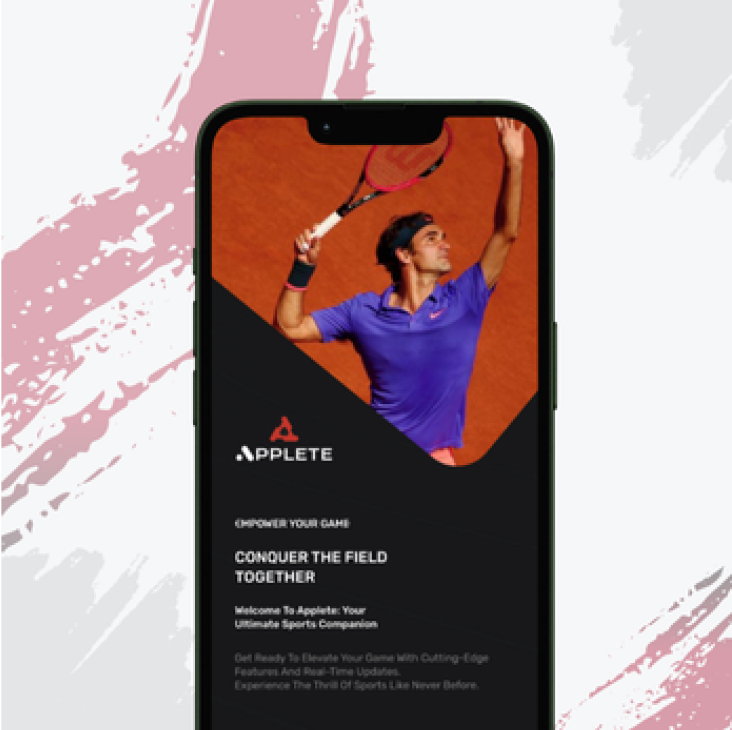 APPLETE
EMPOWER YOUR GAME
CONQUER THE FIELD
TOGETHER
Welcome To Applete: Your
Ultimate Sports Companion
Get Ready To Elevate Your Game With Cutting-Edge
Features And Real-Time Updates.
Experience The Thrill Of Sports Like Never Before.